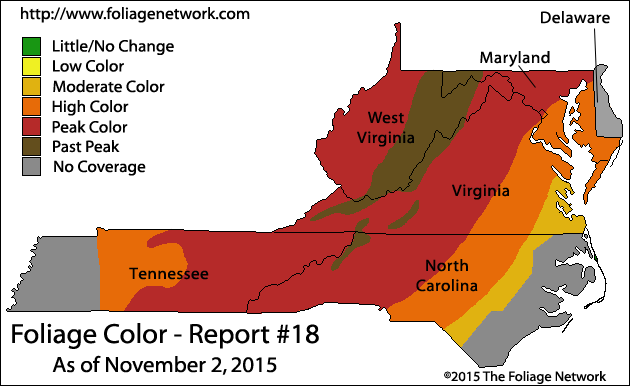 http://www.foliagenetwork.com
Delaware
Little/No Change
Low Color
Moderate Color
High Color
Peak Color
Past Peak
No Coverage
Maryland
West
Virginia
Virginia
Tennessee
North
Carolina
Foliage Color - Report #18
As of November 2, 2015
©2015 The Foliage Network